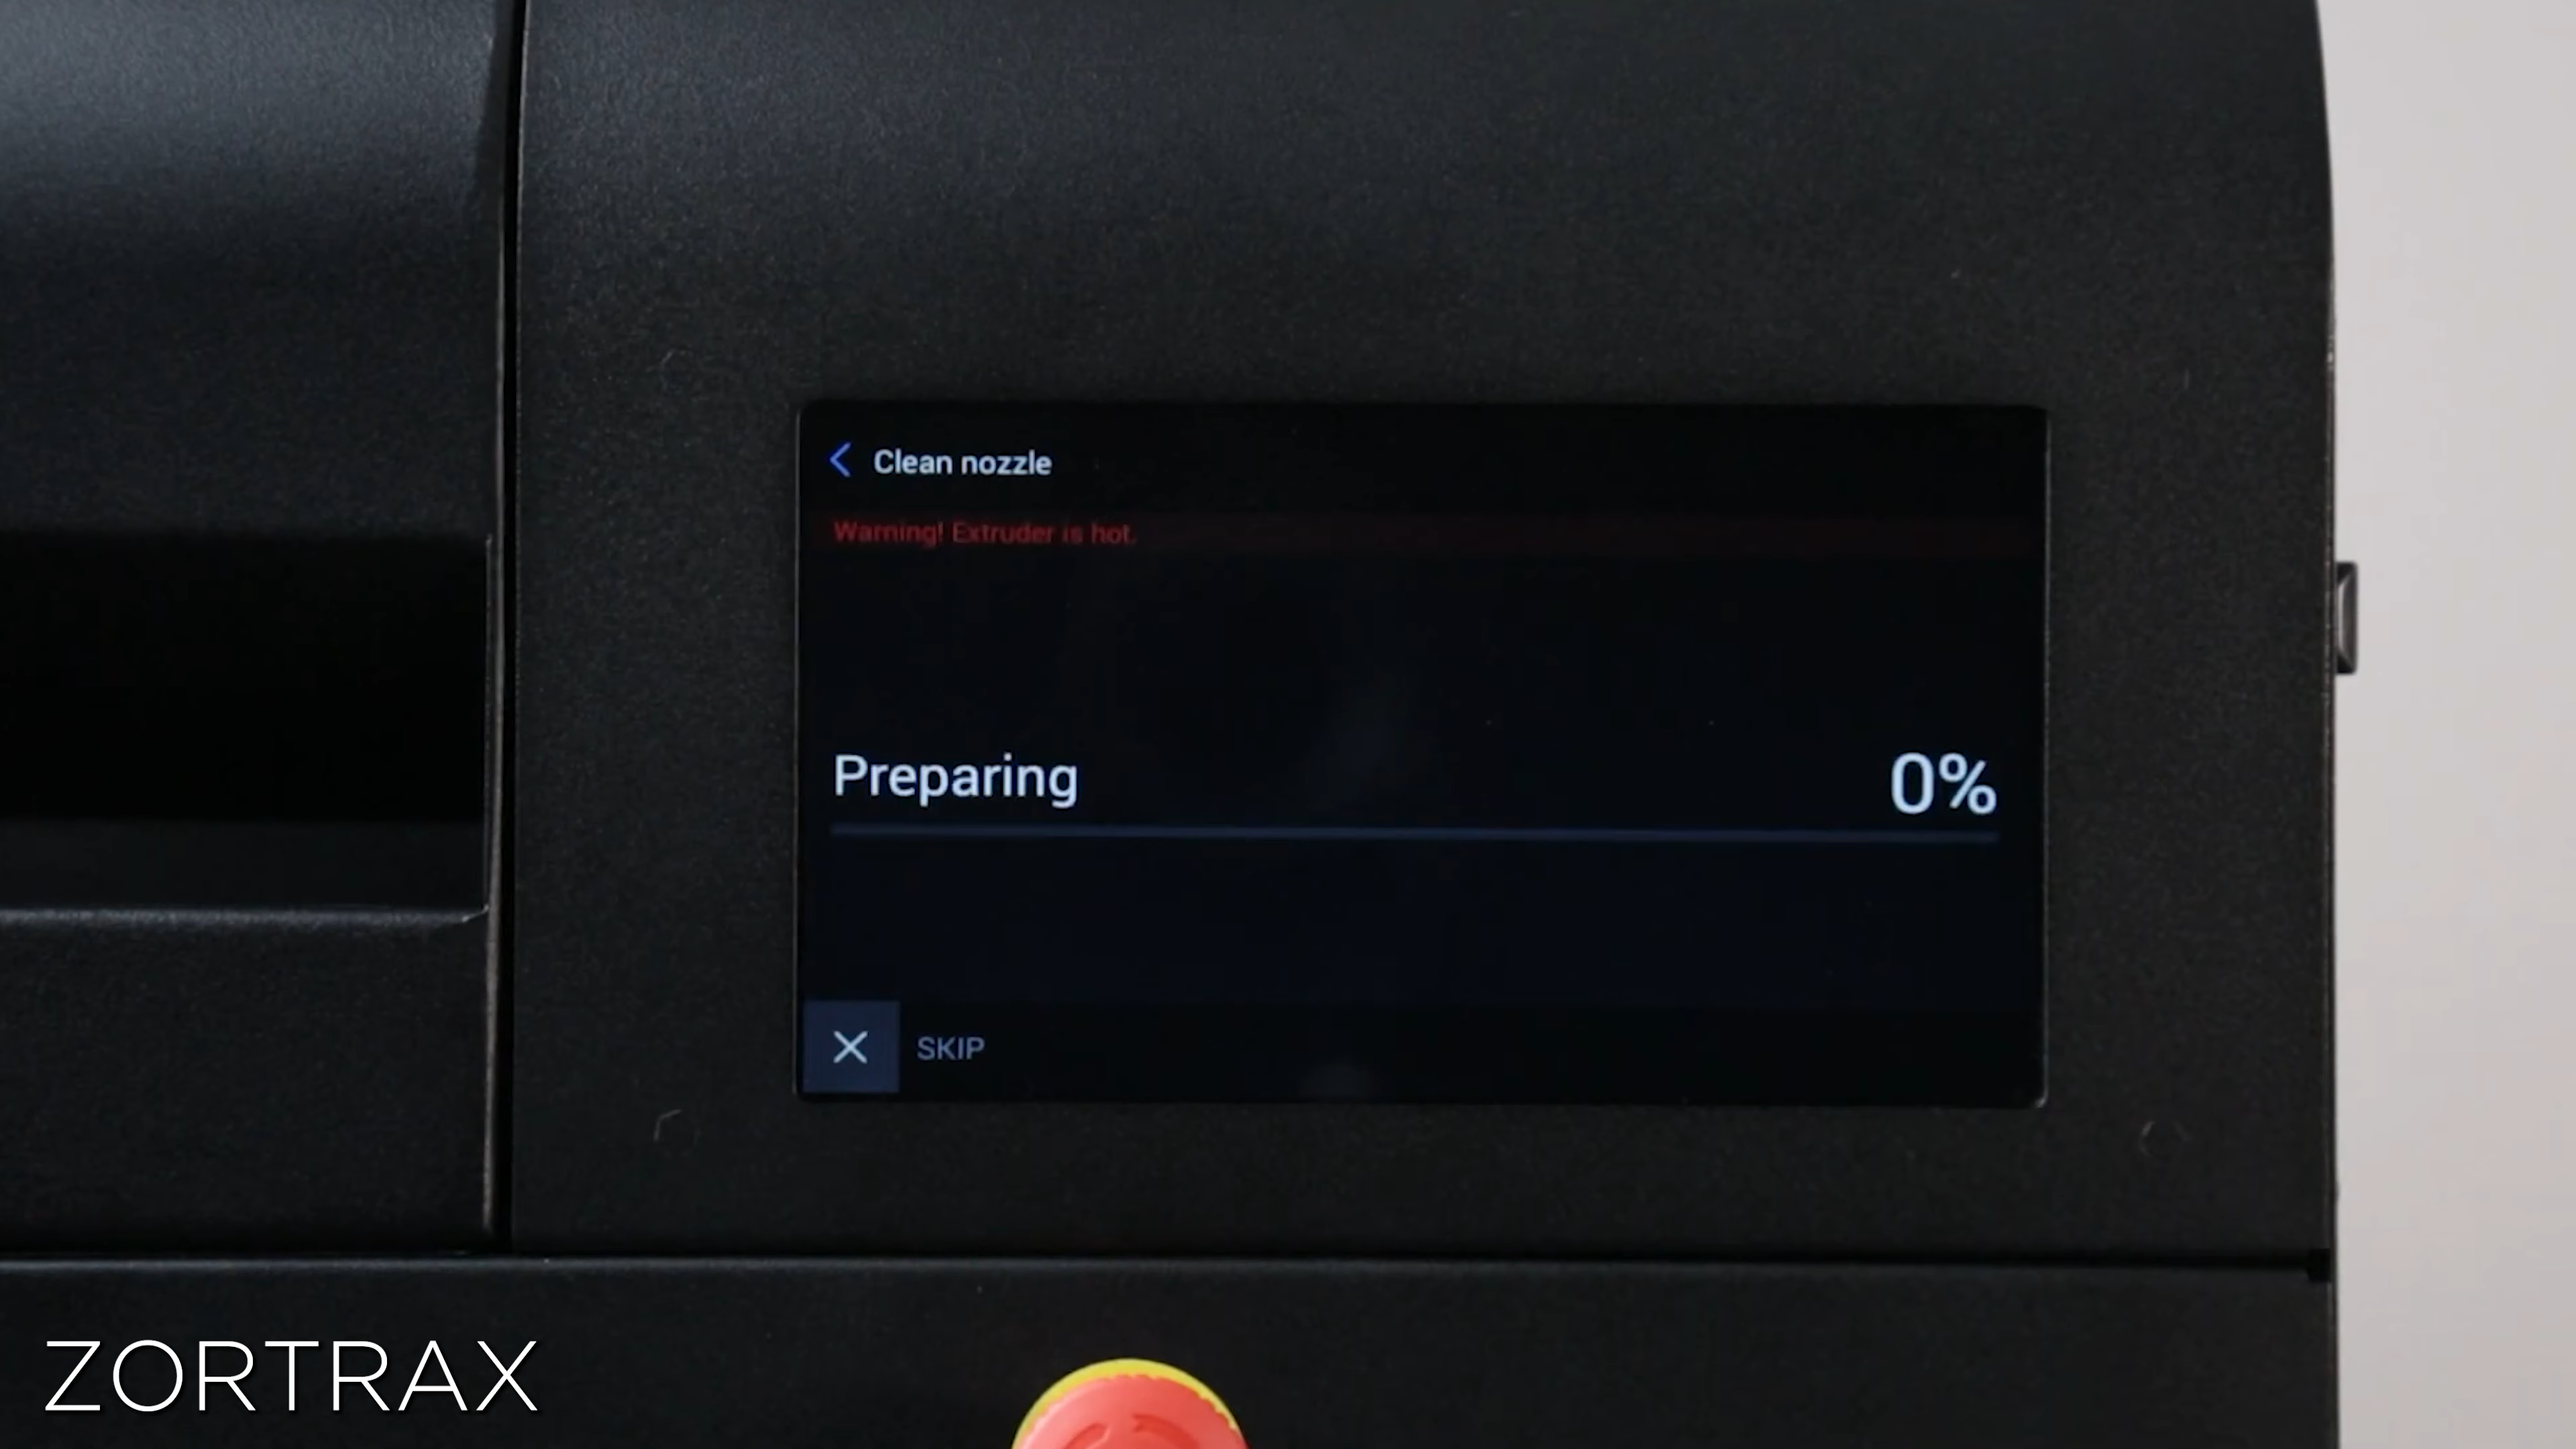 Clean nozzle
Warning! Extruder is hot.
Preparing
0%
SKIP
ZORTRAX